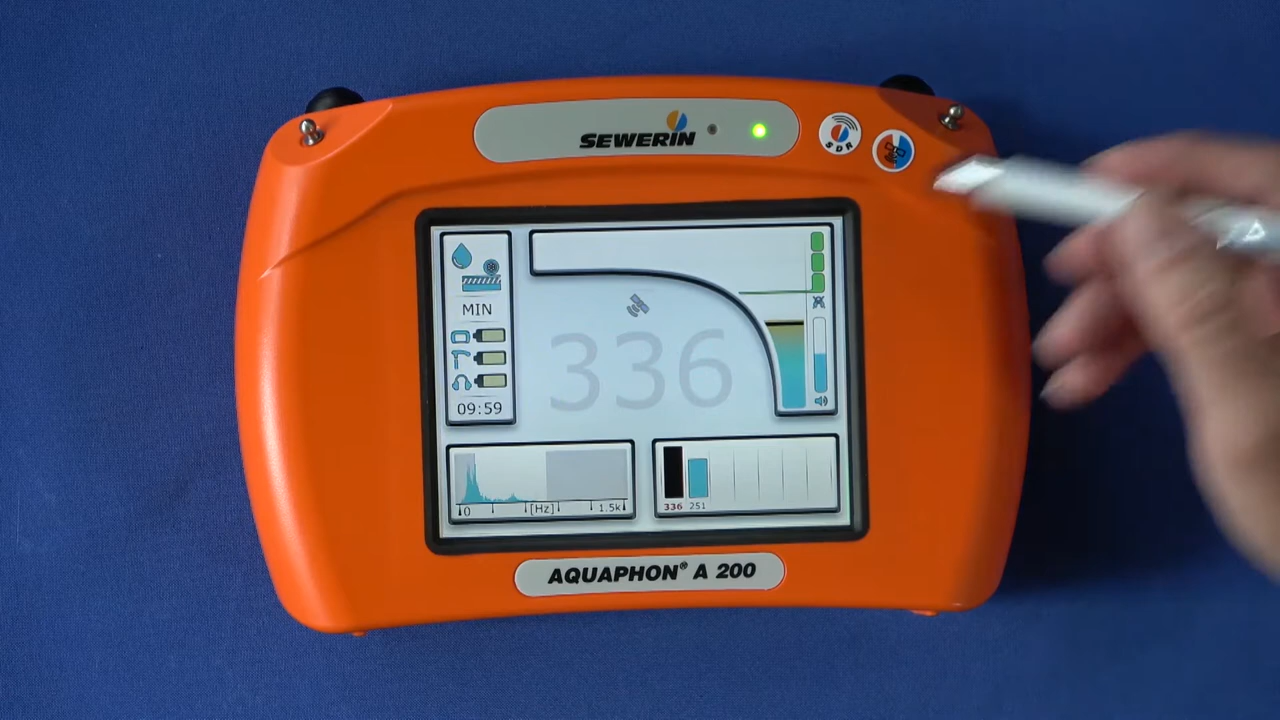 SEWERIN
SDR
MIN
336
09:59
0 [Hz] 1.5k
336 251
AQUAPHON® A 200